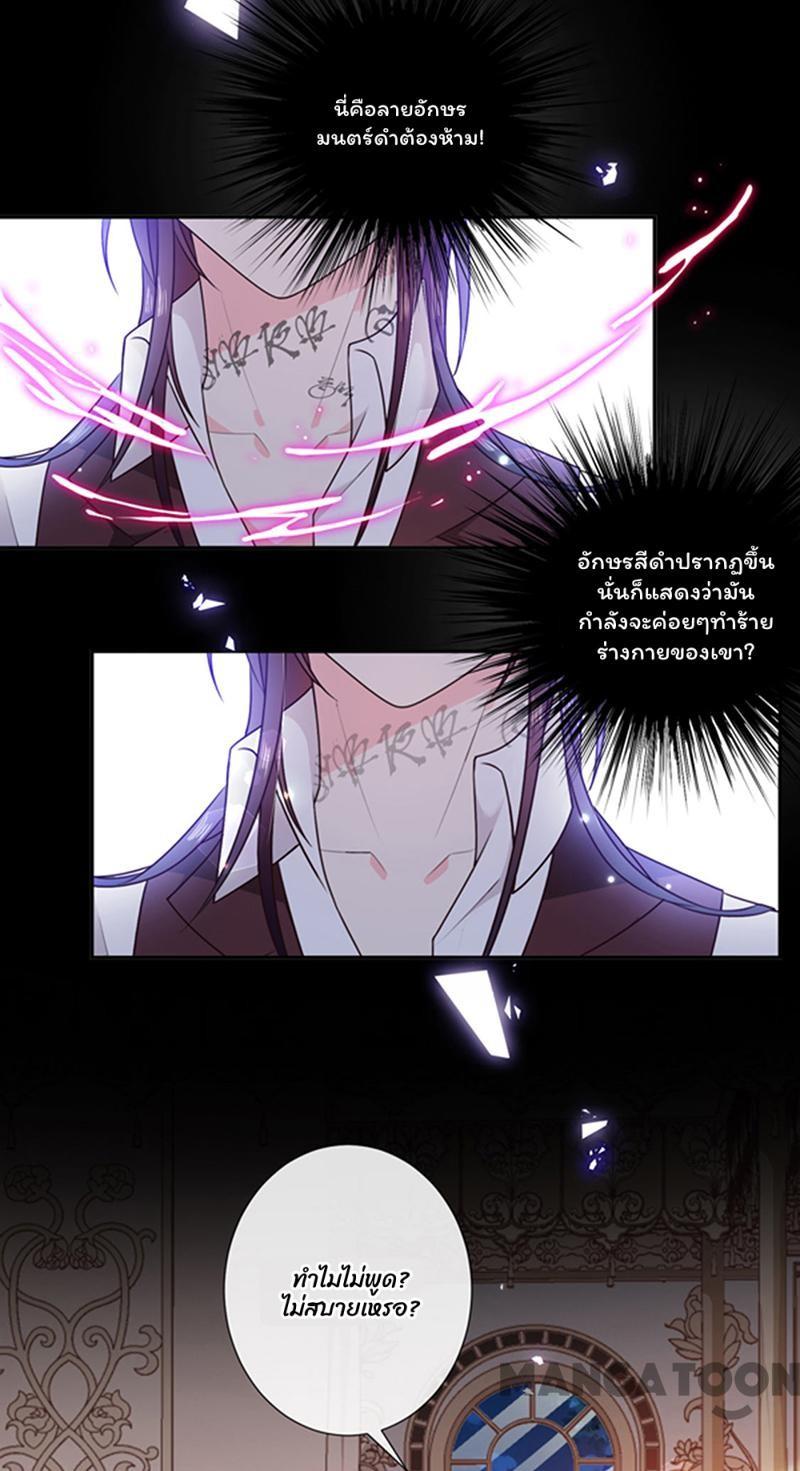 นี่คือลายอักษร
มนตร์ดำต้องห้าม!
อักษรสีดำปรากฏขึ้น
นั่นก็แสดงว่ามัน
กำลังจะค่อยๆทำร้าย
ร่างกายของเขา?
ทำไมไม่พูด?
ไม่สบายเหรอ?
MANGATOON